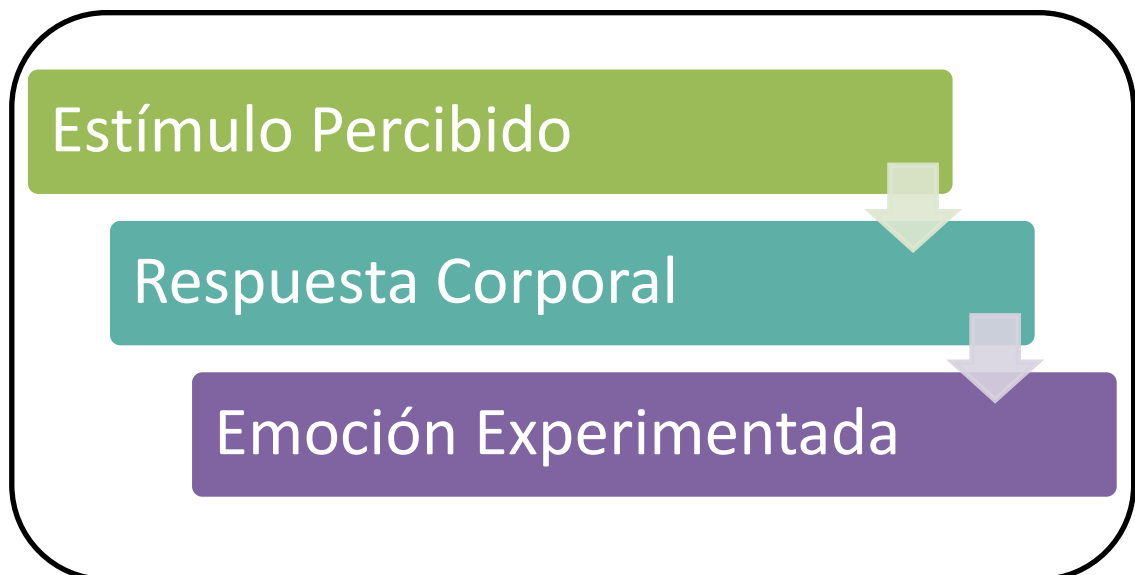 Estímulo Percibido
Respuesta Corporal
Emoción Experimentada